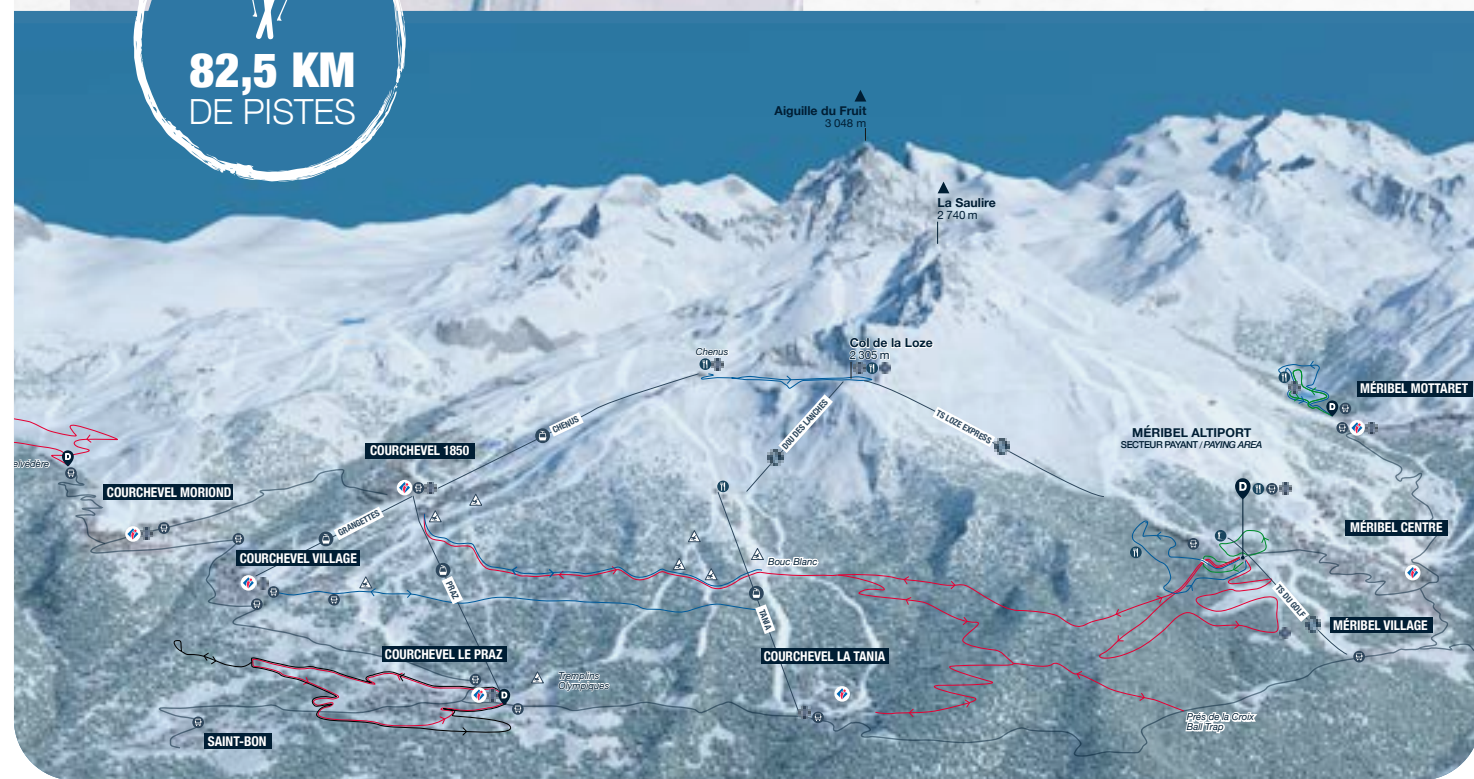 82,5 KM
DE PISTES
Aiguille du Fruit
3 048 m
La Saulire
2 740 m
Chenus
Col de la Loze
2 305 m
MÉRIBEL MOTTARET
CHENUS
DOU DES LANCHES
TS LOZE EXPRESS
MÉRIBEL ALTIPORT
SECTEUR PAYANT / PAYING AREA
COURCHEVEL 1850
D
COURCHEVEL MORIOND
D
D
GRANGETTES
MÉRIBEL CENTRE
COURCHEVEL VILLAGE
Bouc Blanc
PRAZ
TANIA
TS DU GOLF
MÉRIBEL VILLAGE
COURCHEVEL LE PRAZ
COURCHEVEL LA TANIA
Tremplins
Olympiques
D
Prés de la Croix
Ball Trap
SAINT-BON